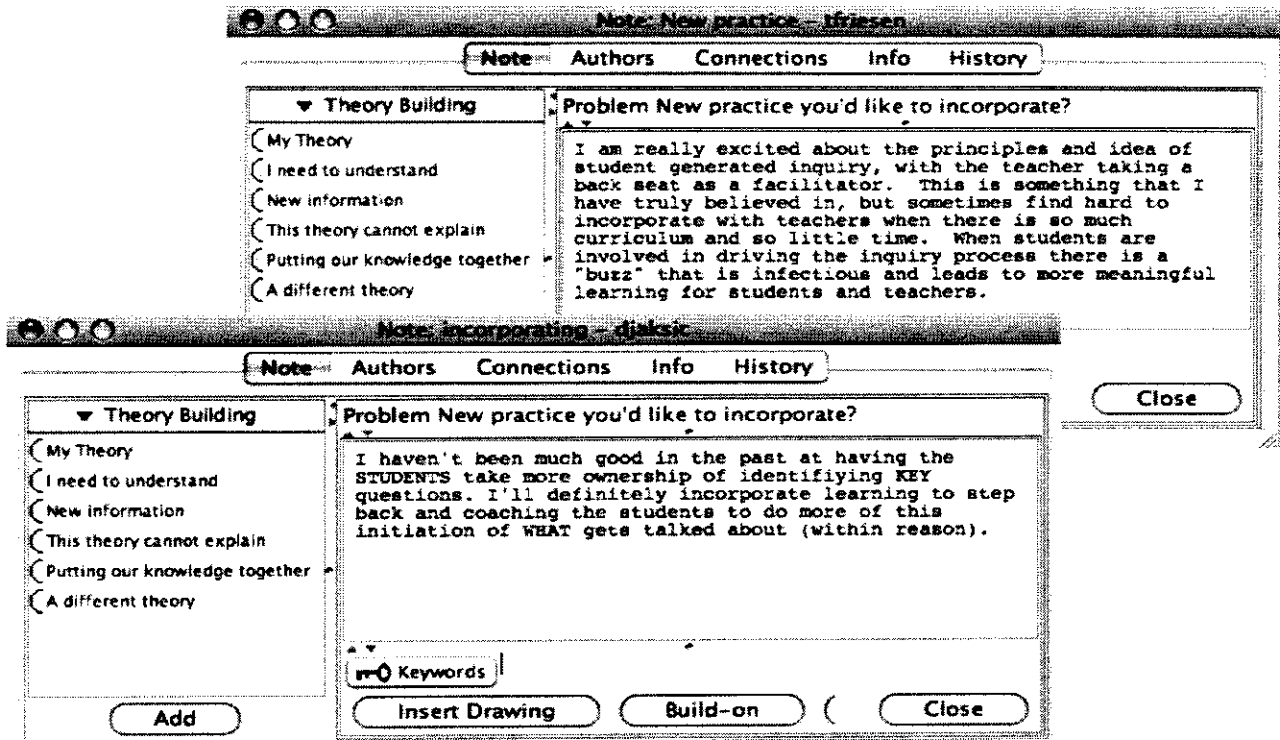 Note: New practice – tfriesen
Note Authors Connections Info History
Theory Building
My Theory
I need to understand
New information
This theory cannot explain
Putting our knowledge together
A different theory
Problem New practice you'd like to incorporate?
I am really excited about the principles and idea of
student generated inquiry, with the teacher taking a
back seat as a facilitator. This is something that I
have truly believed in, but sometimes find hard to
incorporate with teachers when there is so much
curriculum and so little time. When students are
involved in driving the inquiry process there is a
"buzz" that is infectious and leads to more meaningful
learning for students and teachers.
Close
Note: incorporating – djaksic
Note Authors Connections Info History
Theory Building
My Theory
I need to understand
New information
This theory cannot explain
Putting our knowledge together
A different theory
Add
Problem New practice you'd like to incorporate?
I haven't been much good in the past at having the
STUDENTS take more ownership of identifiying KEY
questions. I'll definitely incorporate learning to step
back and coaching the students to do more of this
initiation of WHAT gets talked about (within reason).
Keywords
Insert Drawing Build-on Close